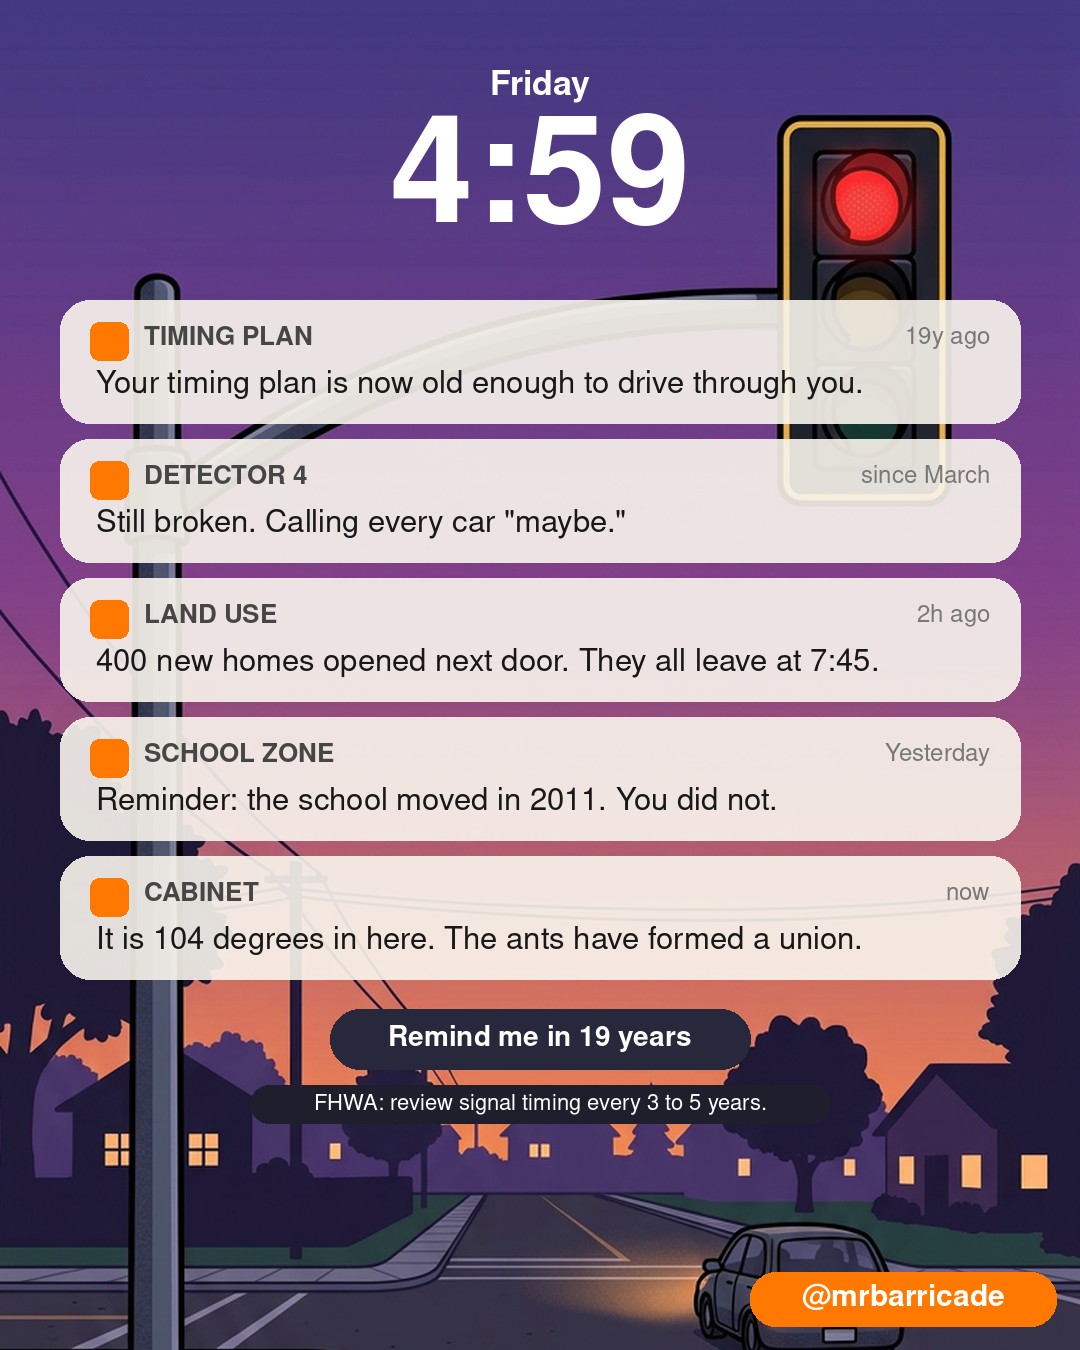 Friday
4:59
TIMING PLAN 19y ago
Your timing plan is now old enough to drive through you.
DETECTOR 4 since March
Still broken. Calling every car "maybe."
LAND USE 2h ago
400 new homes opened next door. They all leave at 7:45.
SCHOOL ZONE Yesterday
Reminder: the school moved in 2011. You did not.
CABINET now
It is 104 degrees in here. The ants have formed a union.
Remind me in 19 years
FHWA: review signal timing every 3 to 5 years.
@mrbarricade